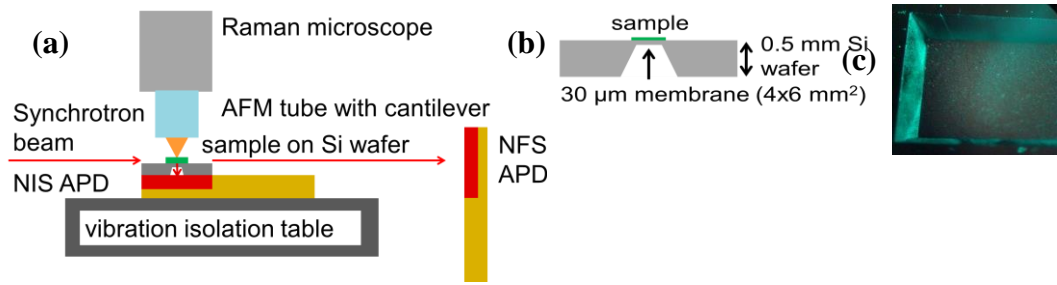 (a)
Raman microscope
Synchrotron
beam
AFM tube with cantilever
sample on Si wafer
NIS APD
NFS
APD
vibration isolation table
(b)
sample
0.5 mm Si
wafer
30 µm membrane (4x6 mm²)
(c)